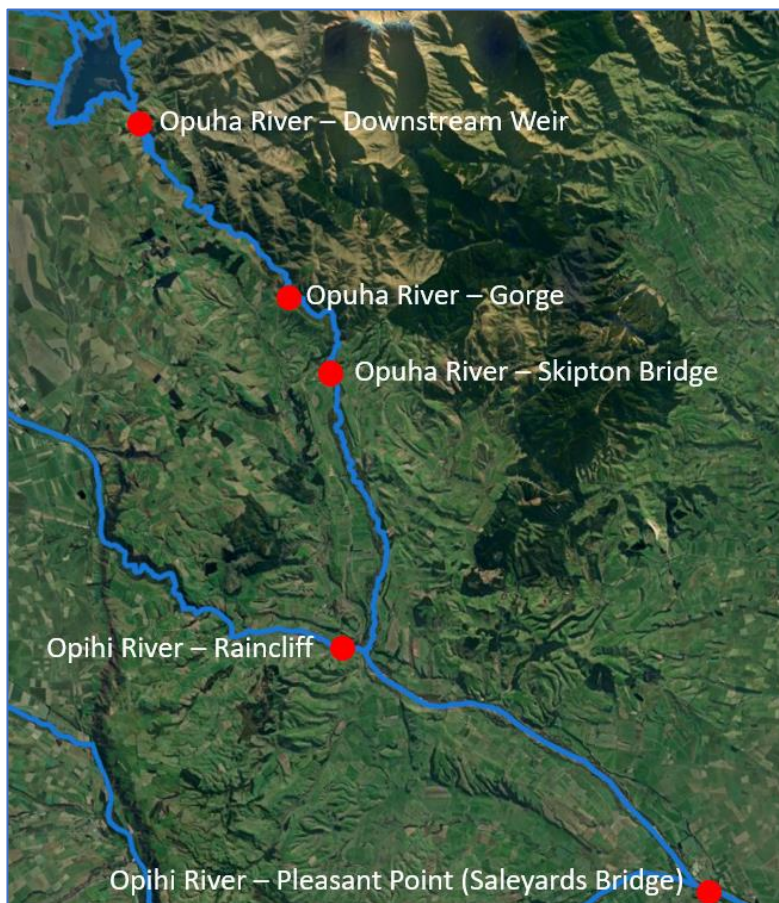 Opuha River – Downstream Weir
Opuha River – Gorge
Opuha River – Skipton Bridge
Opihi River – Raincliff
Opihi River – Pleasant Point (Saleyards Bridge)